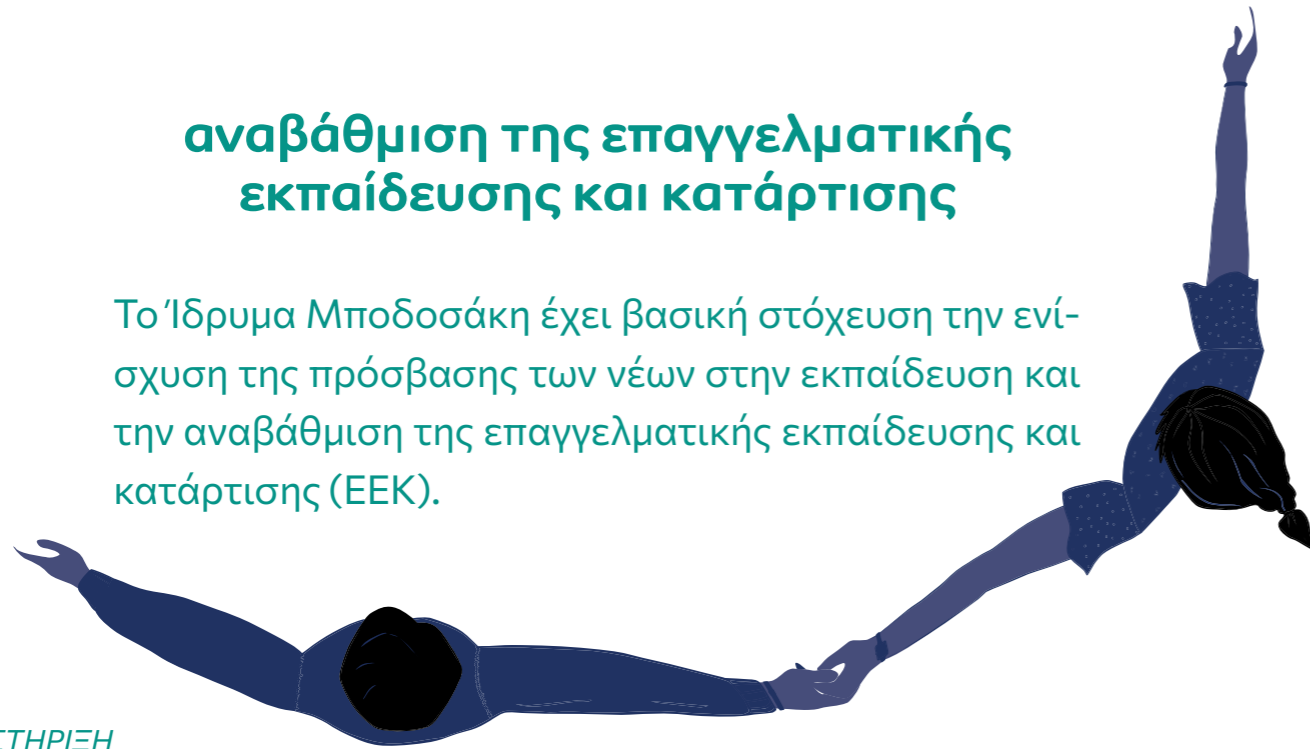 αναβάθμιση της επαγγελματικής
εκπαίδευσης και κατάρτισης
Το Ίδρυμα Μποδοσάκη έχει βασική στόχευση την ενί-
σχυση της πρόσβασης των νέων στην εκπαίδευση και
την αναβάθμιση της επαγγελματικής εκπαίδευσης και
κατάρτισης (ΕΕΚ).